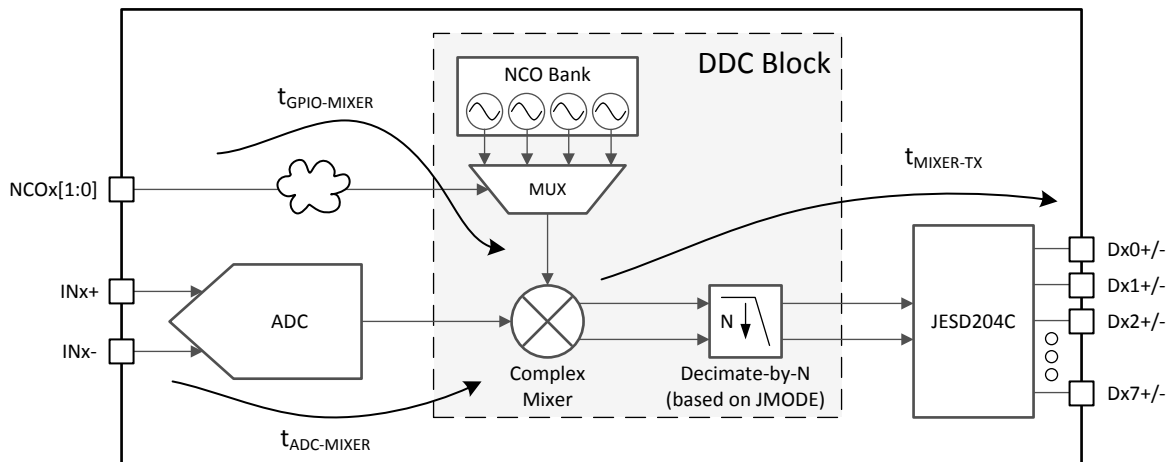 NCO Bank
DDC Block
tGPIO-MIXER
tMIXER-TX
NCOx[1:0]
MUX
Dx0+/-
INx+
Dx1+/-
ADC
N
JESD204C
Dx2+/-
INx-
Complex
Mixer
Decimate-by-N
(based on JMODE)
Dx7+/-
tADC-MIXER